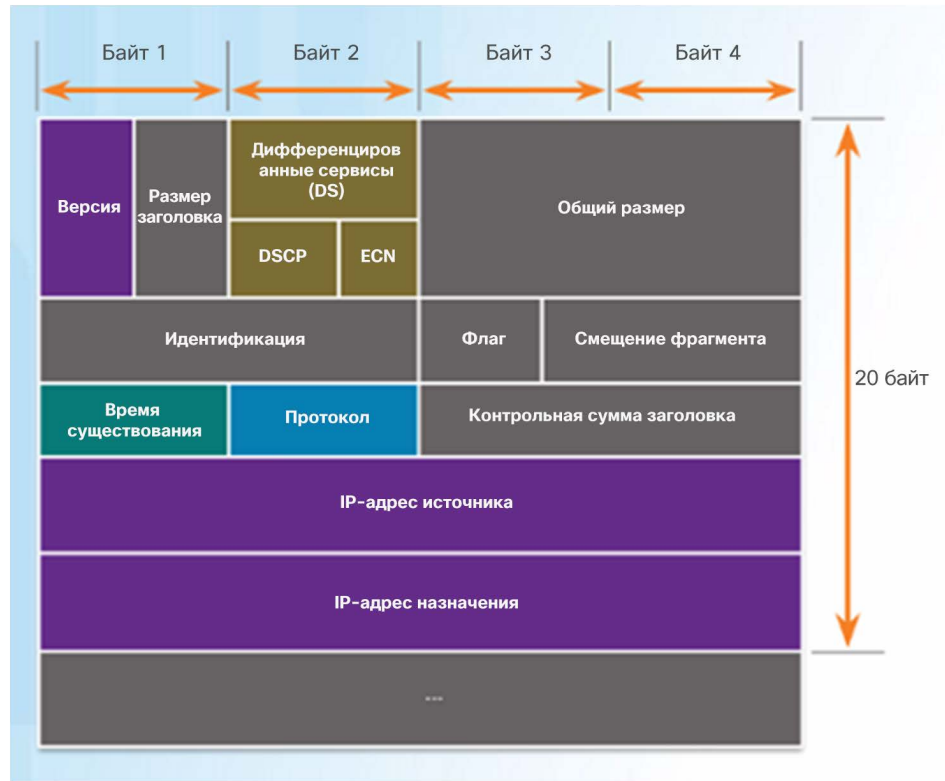 Байт 1 Байт 2 Байт 3 Байт 4
Версия
Размер
заголовка
Дифференциров
анные сервисы
(DS)
DSCP ECN
Общий размер
Идентификация Флаг Смещение фрагмента
20 байт
Время
существования
Протокол Контрольная сумма заголовка
IP-адрес источника
IP-адрес назначения
---